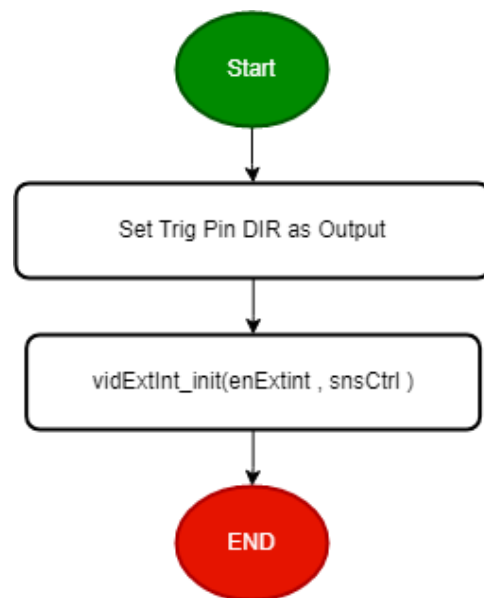 Start
Set Trig Pin DIR as Output
vidExtInt_init(enExtint , snsCtrl )
END